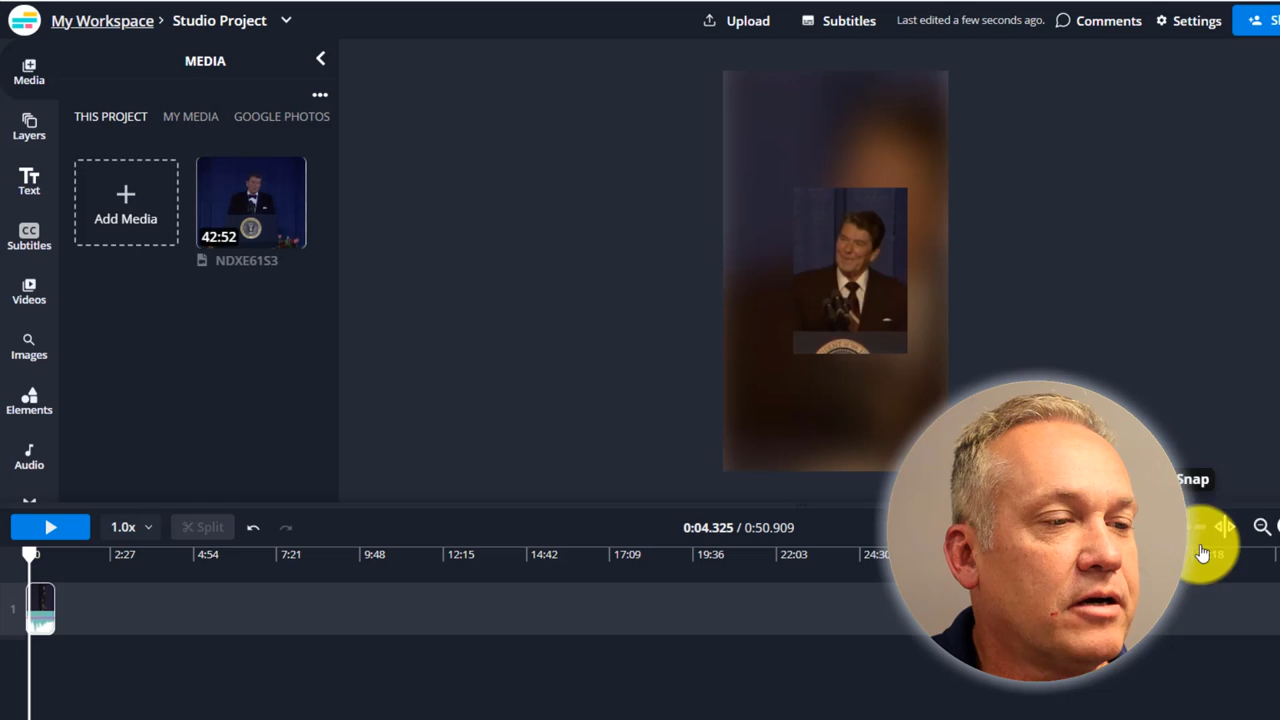 My Workspace > Studio Project
Upload
Subtitles
Last edited a few seconds ago.
Comments
Settings
Media
Layers
Text
CC
Subtitles
Videos
Images
Elements
Audio
MEDIA
THIS PROJECT MY MEDIA GOOGLE PHOTOS
Add Media
42:52
NDXE61S3
Snap
1.0x
Split
0:04.325 / 0:50.909
0 2:27 4:54 7:21 9:48 12:15 14:42 17:09 19:36 22:03 24:30
1